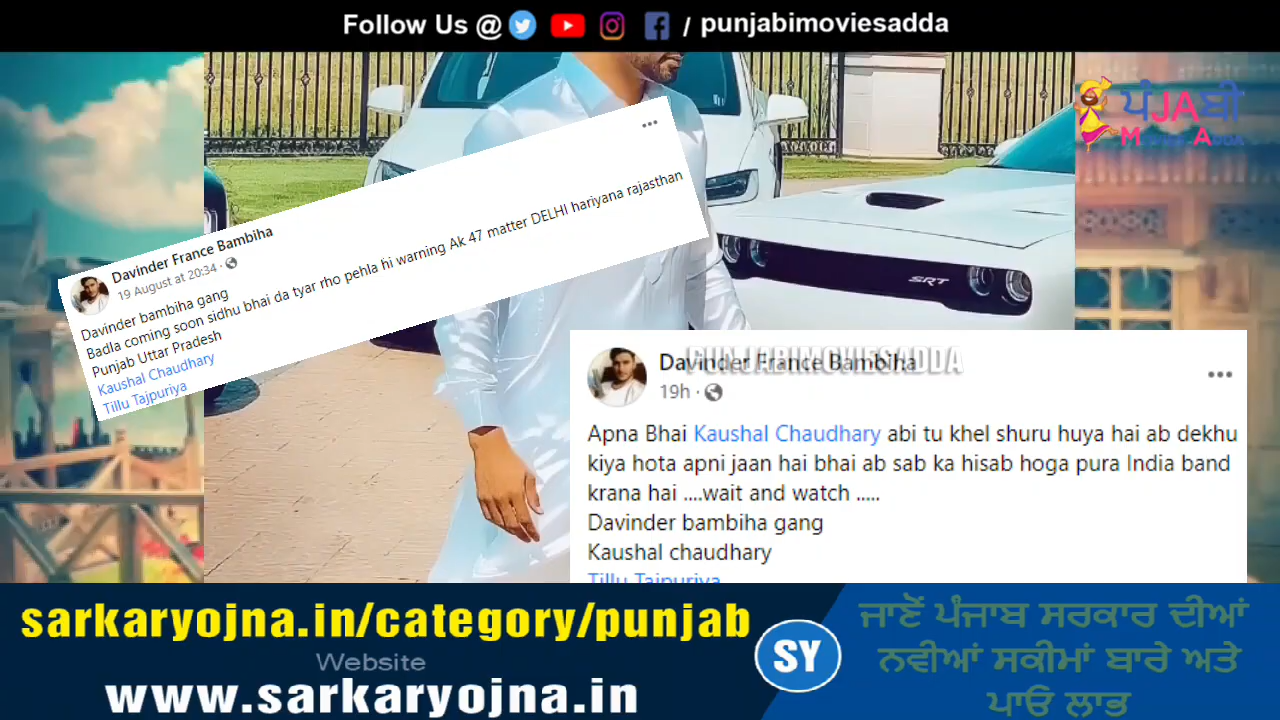 Follow Us @ / punjabimoviesadda
ਪੰJAਬੀ
Davinder France Bambiha
19 August at 20:34 ·
Davinder bambiha gang
Badla coming soon sidhu bhai da tyar rho pehla hi warning Ak 47 matter DELHI hariyana rajasthan
Punjab Uttar Pradesh
Kaushal Chaudhary
Tillu Tajpuriya
SRT
PUNJABIMOVIESADDA
Davinder France Bambiha
19h ·
Apna Bhai Kaushal Chaudhary abi tu khel shuru huya hai ab dekhu
kiya hota apni jaan hai bhai ab sab ka hisab hoga pura India band
krana hai ....wait and watch .....
Davinder bambiha gang
Kaushal chaudhary
Tillu Tajpuriya
sarkaryojna.in/category/punjab
Website
www.sarkaryojna.in
SY
ਜਾਣੋਂ ਪੰਜਾਬ ਸਰਕਾਰ ਦੀਆਂ
ਨਵੀਆਂ ਸਕੀਮਾਂ ਬਾਰੇ ਅਤੇ
ਪਾਓ ਲਾਭ